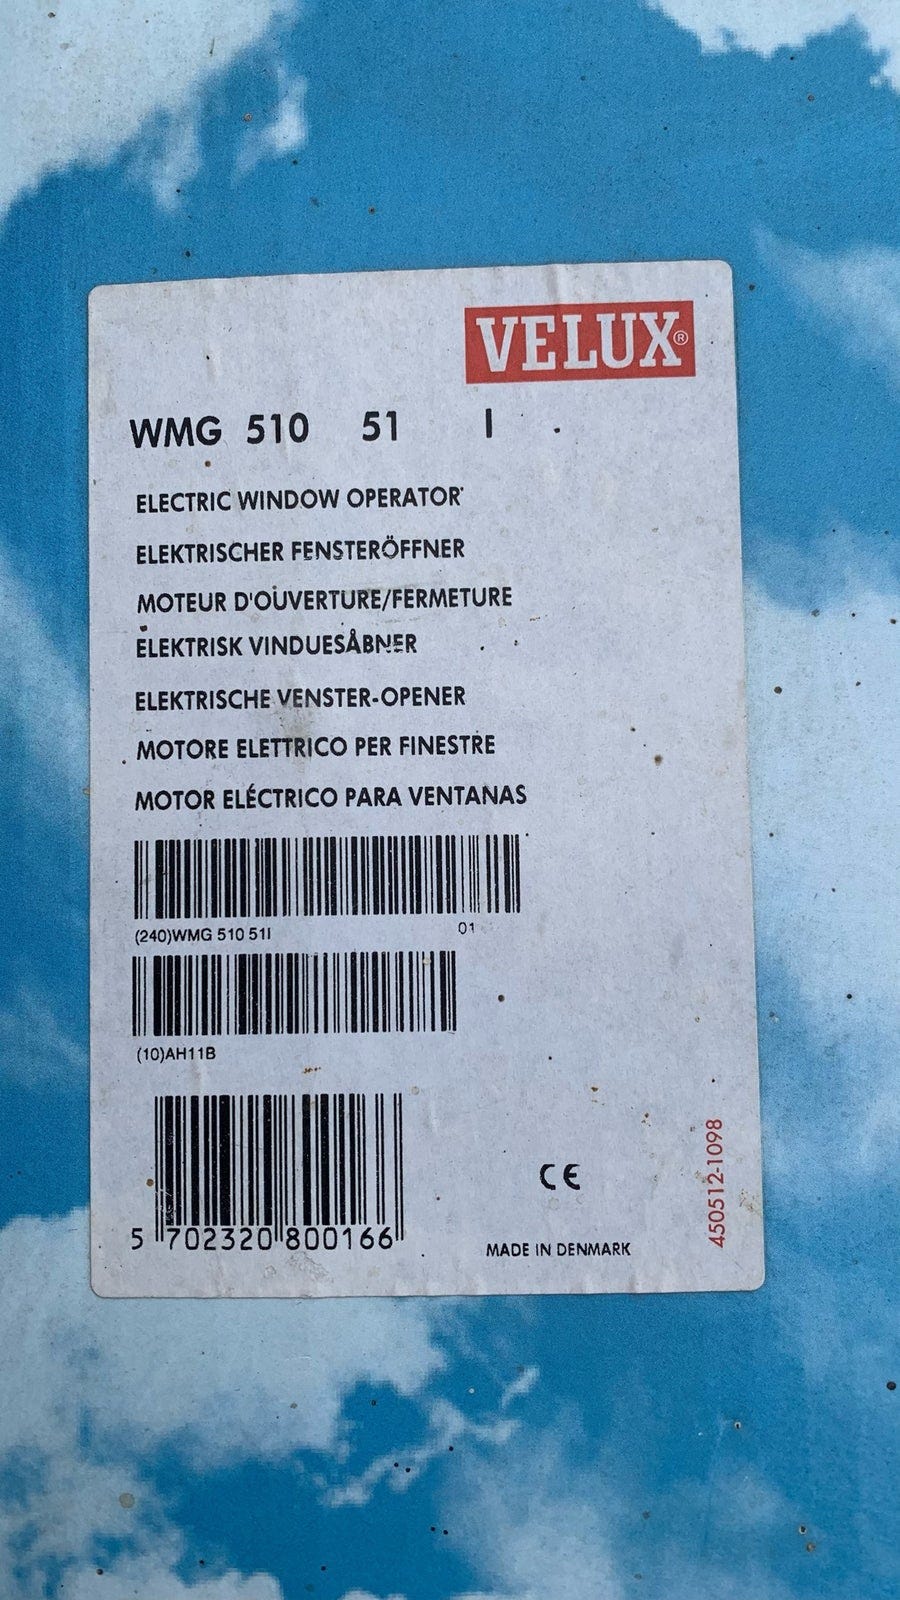 VELUX®
WMG 510 51 I
ELECTRIC WINDOW OPERATOR
ELEKTRISCHER FENSTERÖFFNER
MOTEUR D'OUVERTURE/FERMETURE
ELEKTRISK VINDUESÅBNER
ELEKTRISCHE VENSTER-OPENER
MOTORE ELETTRICO PER FINESTRE
MOTOR ELÉCTRICO PARA VENTANAS
(240)WMG 510 51I 01
(10)AH11B
5 702320 800166
CE
MADE IN DENMARK
450512-1098